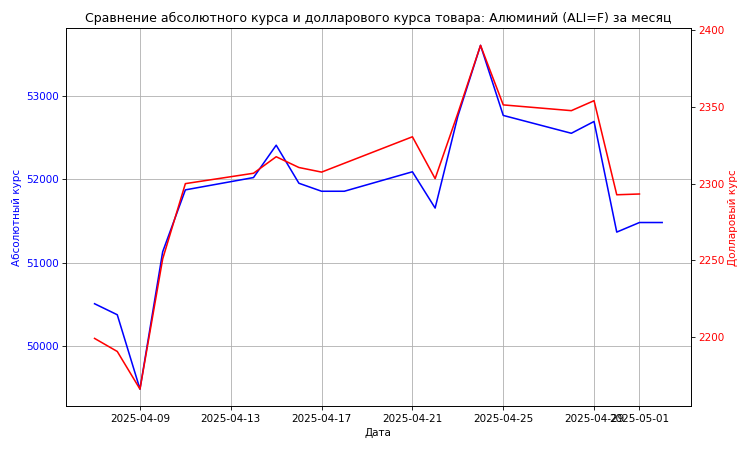 Сравнение абсолютного курса и долларового курса товара: Алюминий (ALI=F) за месяц
Абсолютный курс
53000
52000
51000
50000
2400
2350
2300
2250
2200
Долларовый курс
2025-04-09 2025-04-13 2025-04-17 2025-04-21 2025-04-25 2025-04-29 2025-05-01
Дата